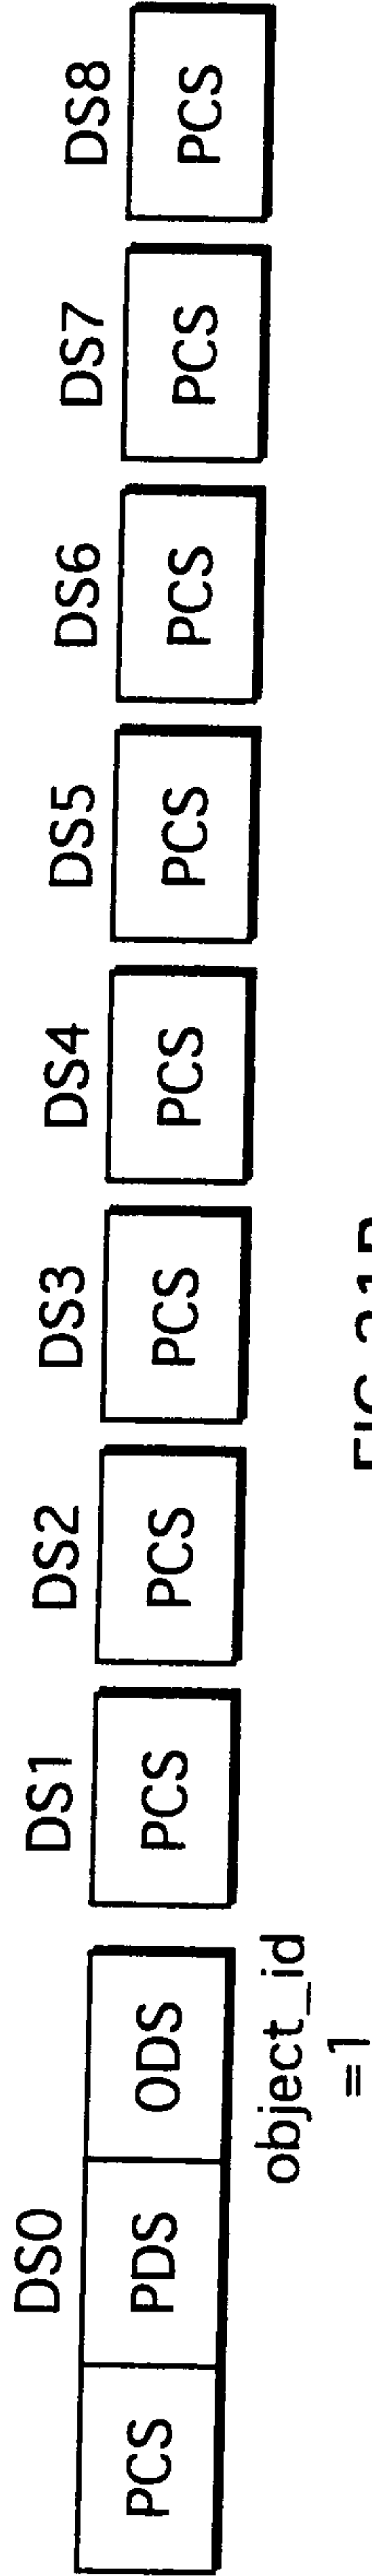 DS0 DS1 DS2 DS3 DS4 DS5 DS6 DS7 DS8
PCS PDS ODS PCS PCS PCS PCS PCS PCS PCS PCS
object_id
=1